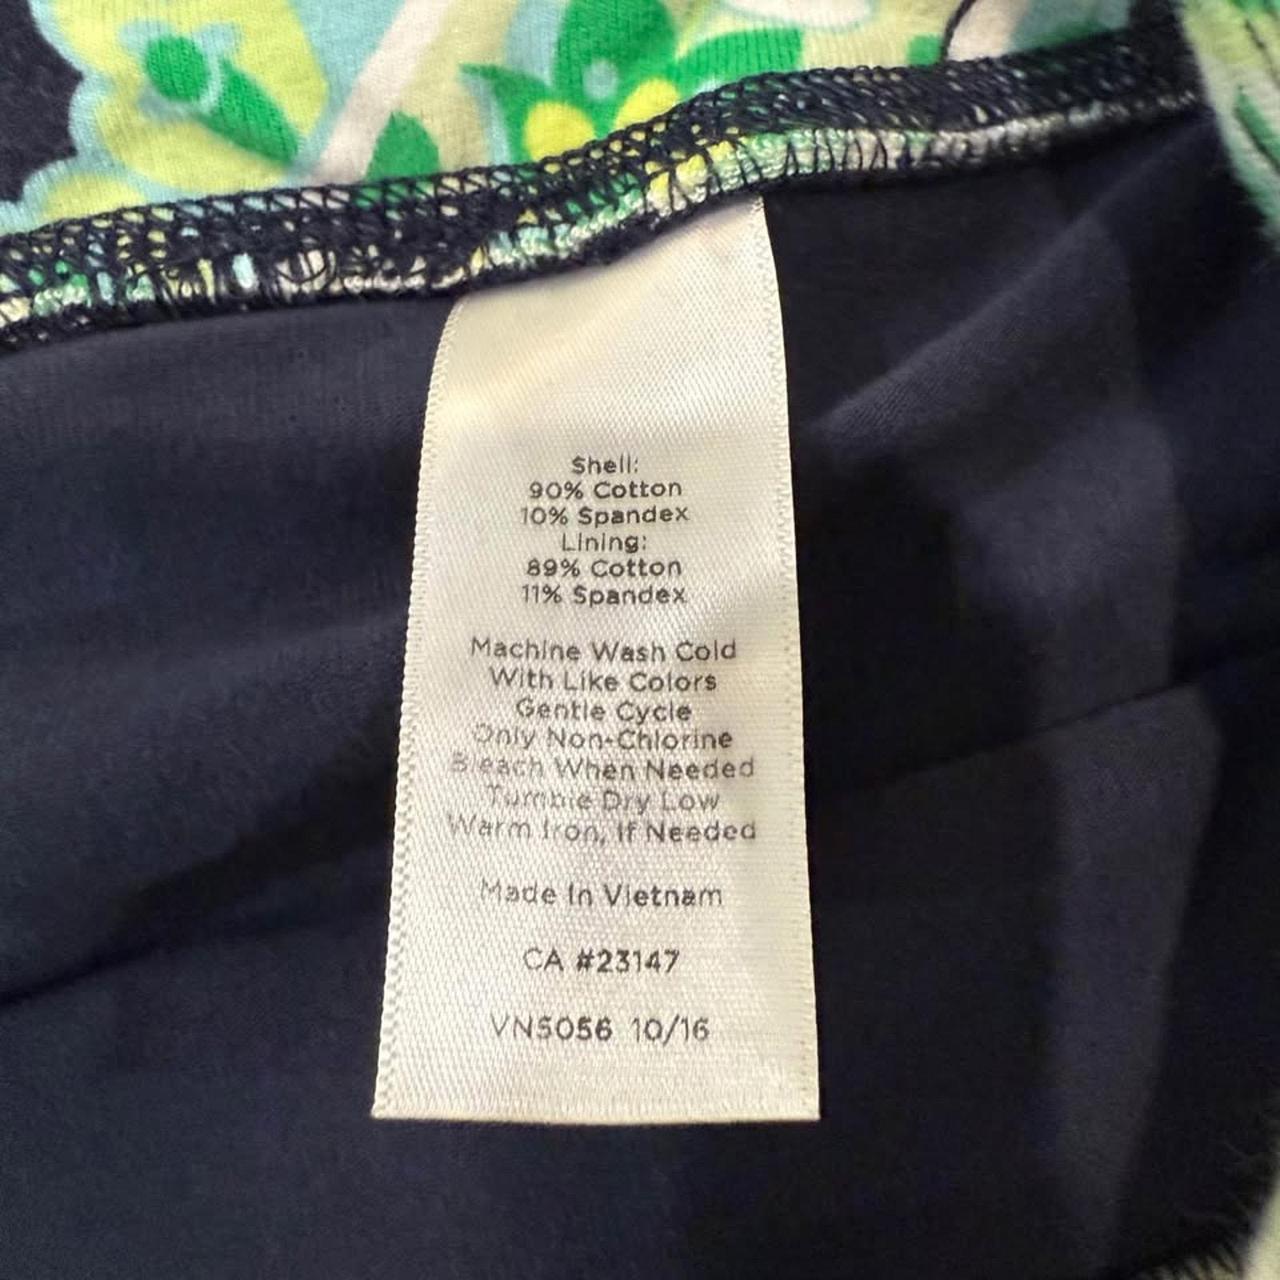 Shell:
90% Cotton
10% Spandex
Lining:
89% Cotton
11% Spandex
Machine Wash Cold
With Like Colors
Gentle Cycle
Only Non-Chlorine
Bleach When Needed
Tumble Dry Low
Warm Iron, If Needed
Made In Vietnam
CA #23147
VN5056 10/16